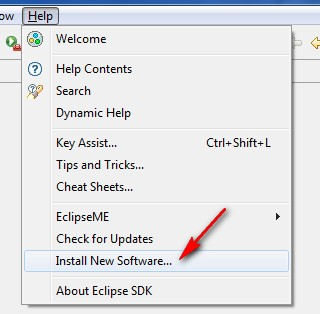 ow Help
Welcome
Help Contents
Search
Dynamic Help
Key Assist... Ctrl+Shift+L
Tips and Tricks...
Cheat Sheets...
EclipseME
Check for Updates
Install New Software...
About Eclipse SDK